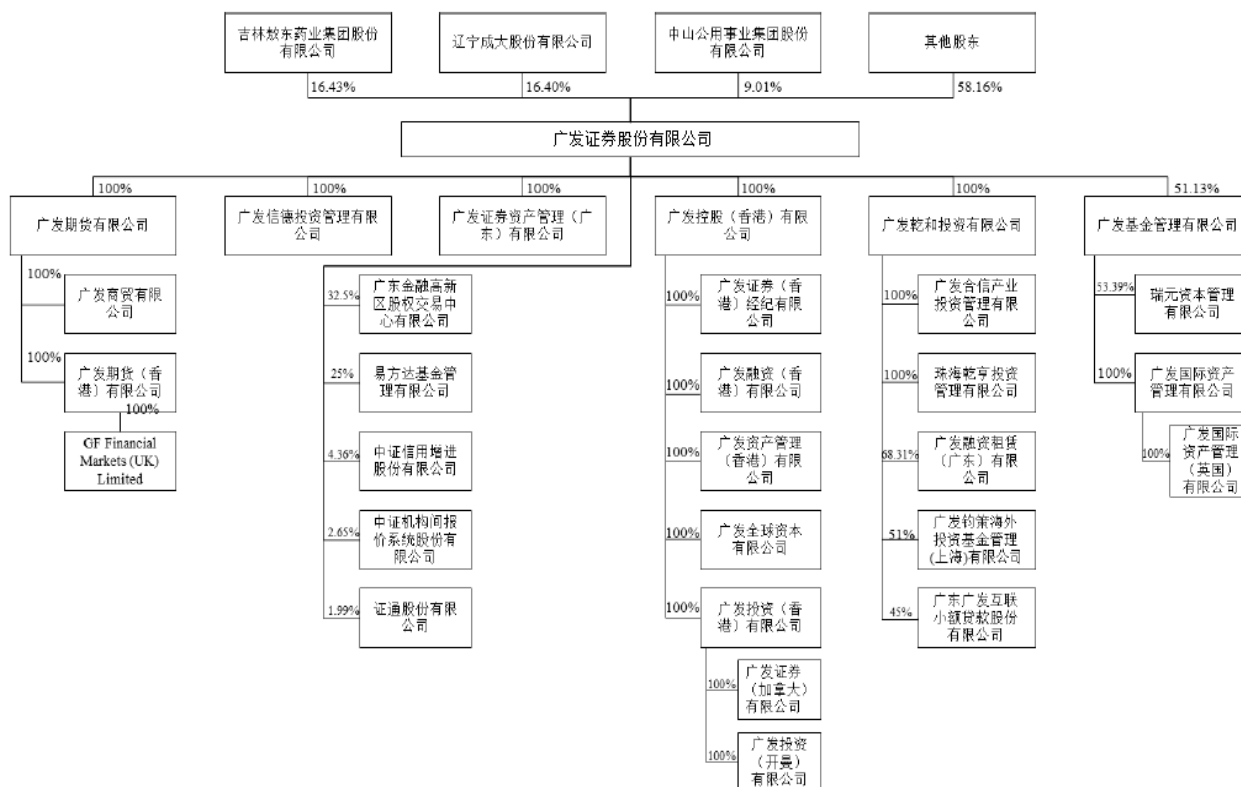 吉林敖东药业集团股份
有限公司
辽宁成大股份有限公司
中山公用事业集团股份
有限公司
其他股东
16.43%
16.40%
9.01%
58.16%
广发证券股份有限公司
100%
100%
100%
100%
100%
51.13%
广发期货有限公司
广发信德投资管理有限
公司
广发证券资产管理（广
东）有限公司
广发控股（香港）有限
公司
广发乾和投资有限公司
广发基金管理有限公司
100%
广发商贸有限
公司
100%
广发期货（香
港）有限公司
100%
GF Financial
Markets (UK)
Limited
32.5%
广东金融高新
区股权交易中
心有限公司
25%
易方达基金管
理有限公司
4.36%
中证信用增进
股份有限公司
2.65%
中证机构间报
价系统股份有
限公司
1.99%
证通股份有限
公司
100%
广发证券（香
港）经纪有限
公司
100%
广发融资（香
港）有限公司
100%
广发资产管理
（香港）有限
公司
100%
广发全球资本
有限公司
100%
广发投资（香
港）有限公司
100%
广发证券
（加拿大）
有限公司
100%
广发投资
（开曼）
有限公司
100%
广发合信产业
投资管理有限
公司
100%
珠海乾亨投资
管理有限公司
68.31%
广发融资租赁
（广东）有限
公司
51%
广发钧策海外
投资基金管理
(上海)有限公司
45%
广东广发互联
小额贷款股份
有限公司
53.39%
瑞元资本管理
有限公司
100%
广发国际资产
管理有限公司
100%
广发国际
资产管理
（英国）
有限公司